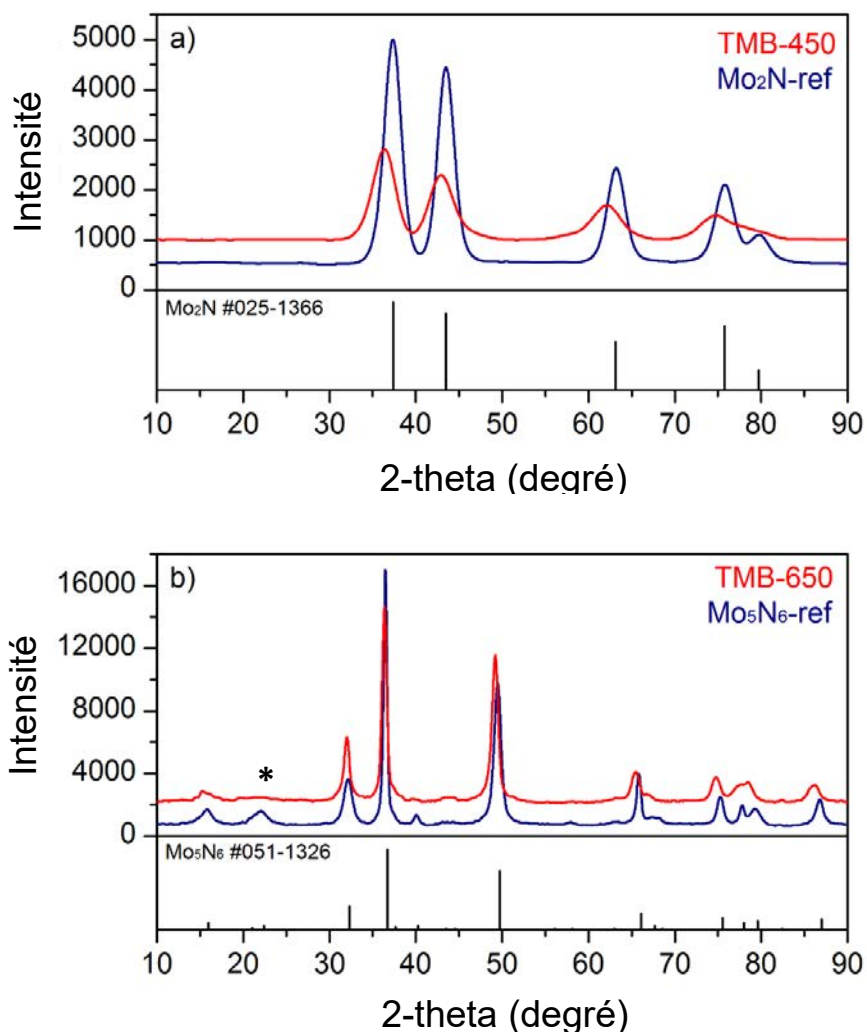 a)
TMB-450
Mo₂N-ref
Intensité
5000
4000
3000
2000
1000
0
Mo₂N #025-1366
10 20 30 40 50 60 70 80 90
2-theta (degré)
b)
TMB-650
Mo₅N₆-ref
Intensité
16000
12000
8000
4000
0
*
Mo₅N₆ #051-1326
10 20 30 40 50 60 70 80 90
2-theta (degré)